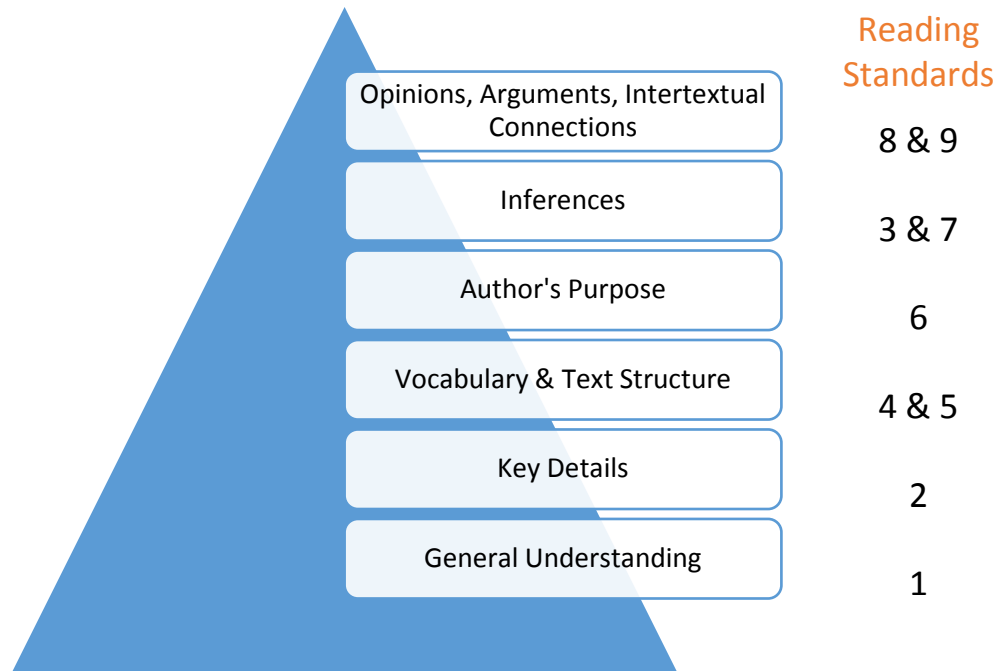 Reading
Standards
Opinions, Arguments, Intertextual
Connections
8 & 9
Inferences
3 & 7
Author's Purpose
6
Vocabulary & Text Structure
4 & 5
Key Details
2
General Understanding
1